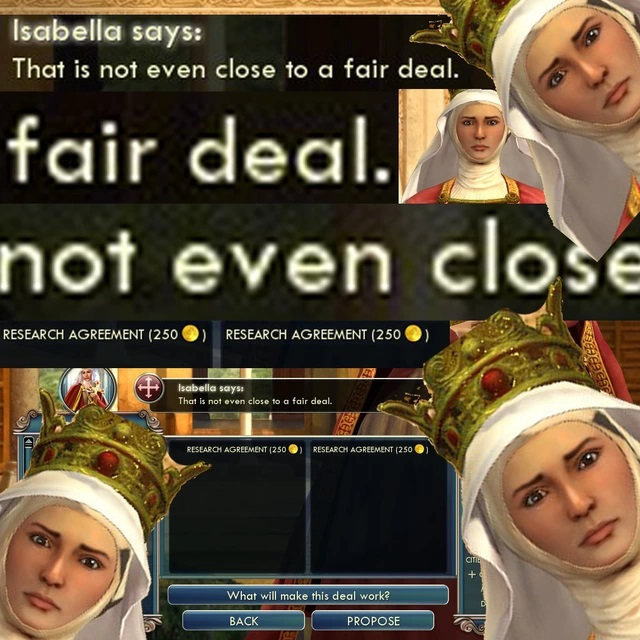 Isabella says:
That is not even close to a fair deal.
fair deal.
not even close
RESEARCH AGREEMENT (250 ) RESEARCH AGREEMENT (250 )
Isabella says:
That is not even close to a fair deal.
RESEARCH AGREEMENT (250 ) RESEARCH AGREEMENT (250 )
What will make this deal work?
BACK PROPOSE